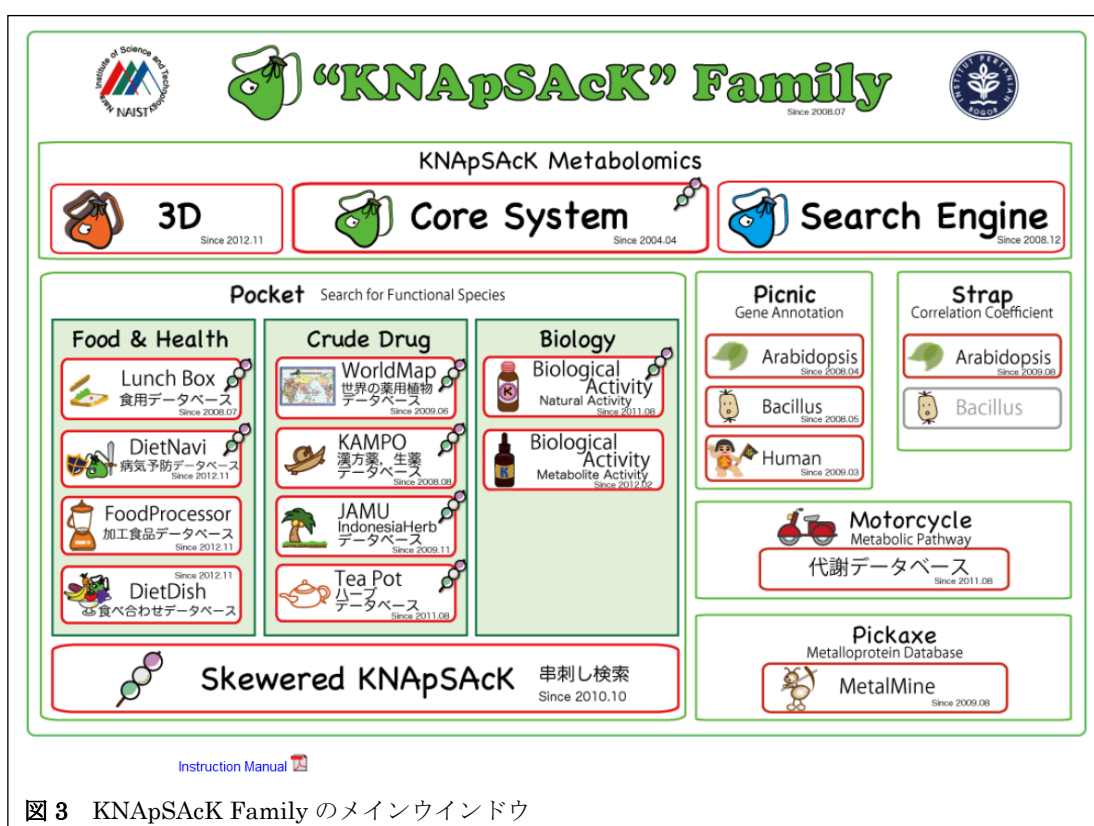 Nara Institute of Science and Technology
NAIST
"KNApSAcK" Family
Since 2008.07
INSTITUT PERTANIAN
BOGOR
KNApSAcK Metabolomics
3D
Since 2012.11
Core System
Since 2004.04
Search Engine
Since 2008.12
Pocket Search for Functional Species
Food & Health
Lunch Box
食用データベース
Since 2008.07
DietNavi
病気予防データベース
Since 2012.11
FoodProcessor
加工食品データベース
Since 2012.11
Since 2012.11
DietDish
食べ合わせデータベース
Crude Drug
WorldMap
世界の薬用植物
データベース
Since 2009.06
KAMPO
漢方薬，生薬
データベース
Since 2008.08
JAMU
IndonesiaHerb
データベース
Since 2009.11
Tea Pot
ハーブ
データベース
Since 2011.08
Biology
Biological
Activity
Natural Activity
Since 2011.08
K
Biological
Activity
Metabolite Activity
Since 2012.02
K
Skewered KNApSAcK 串刺し検索
Since 2010.10
Picnic
Gene Annotation
Arabidopsis
Since 2008.04
Bacillus
Since 2008.05
Human
Since 2009.03
Strap
Correlation Coefficient
Arabidopsis
Since 2009.08
Bacillus
Motorcycle
Metabolic Pathway
代謝データベース
Since 2011.08
Pickaxe
Metalloprotein Database
MetalMine
Since 2009.08
Instruction Manual
図 3 KNApSAcK Family のメインウインドウ